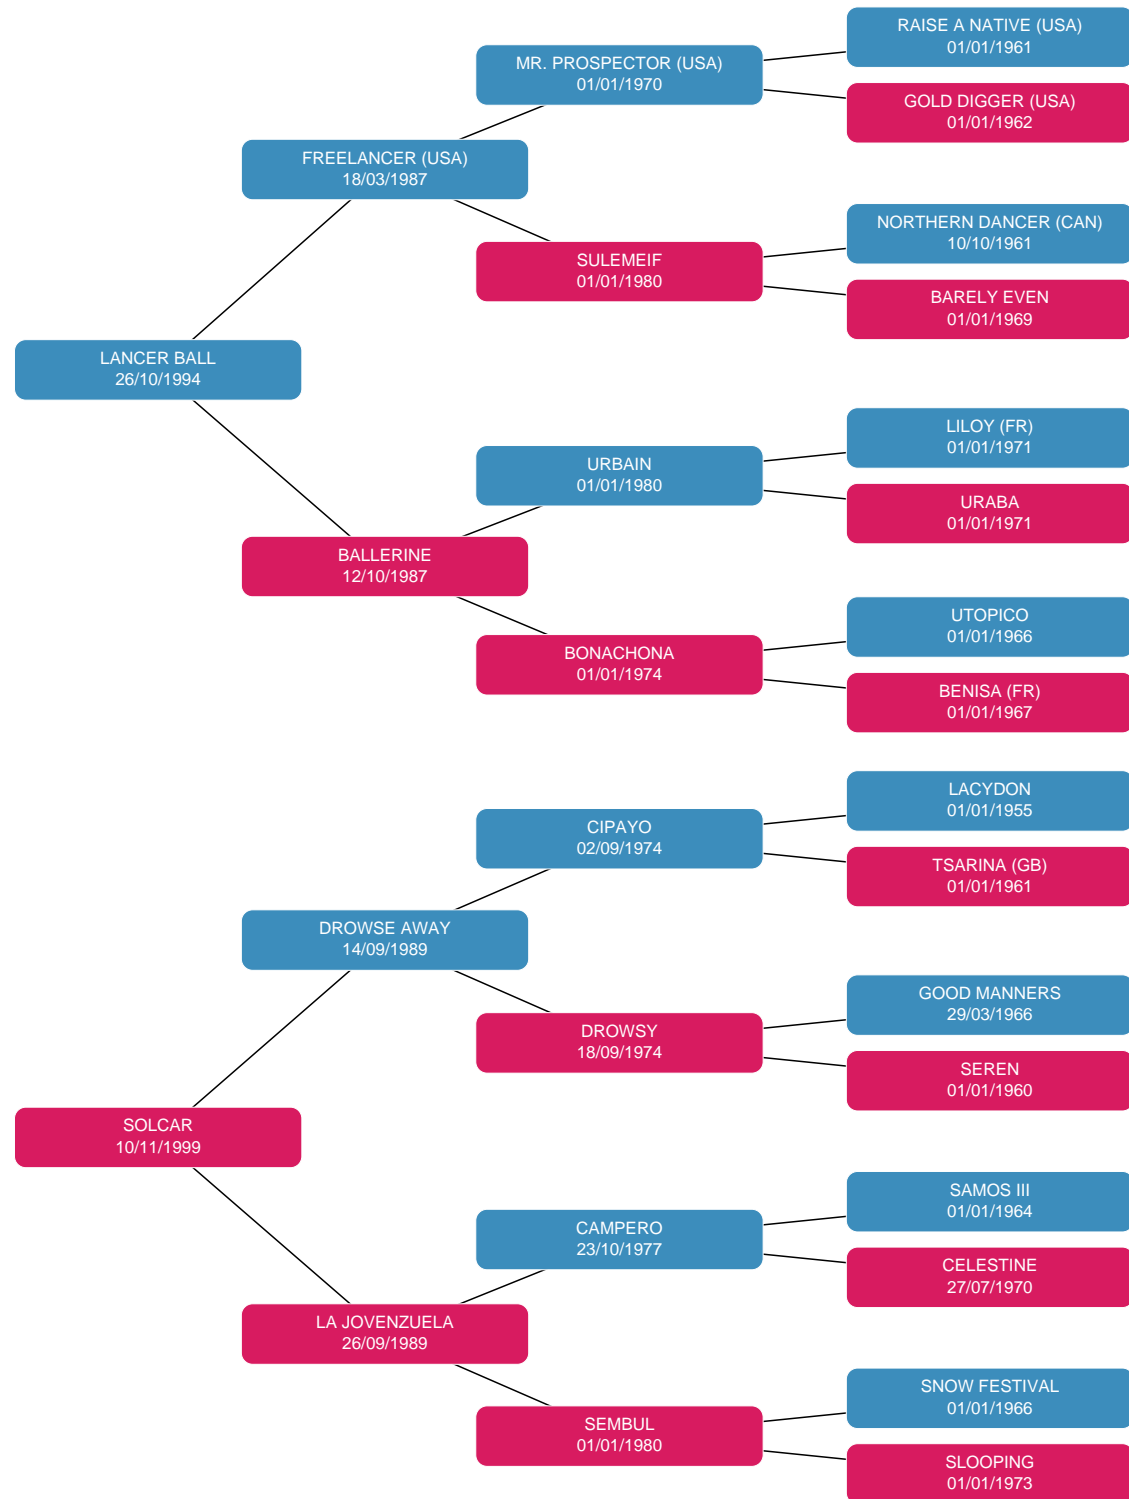 RAISE A NATIVE (USA)
01/01/1961
MR. PROSPECTOR (USA)
01/01/1970
GOLD DIGGER (USA)
01/01/1962
FREELANCER (USA)
18/03/1987
NORTHERN DANCER (CAN)
10/10/1961
SULEMEIF
01/01/1980
BARELY EVEN
01/01/1969
LANCER BALL
26/10/1994
LILOY (FR)
01/01/1971
URBAIN
01/01/1980
URABA
01/01/1971
BALLERINE
12/10/1987
UTOPICO
01/01/1966
BONACHONA
01/01/1974
BENISA (FR)
01/01/1967
LACYDON
01/01/1955
CIPAYO
02/09/1974
TSARINA (GB)
01/01/1961
DROWSE AWAY
14/09/1989
GOOD MANNERS
29/03/1966
DROWSY
18/09/1974
SEREN
01/01/1960
SOLCAR
10/11/1999
SAMOS III
01/01/1964
CAMPERO
23/10/1977
CELESTINE
27/07/1970
LA JOVENZUELA
26/09/1989
SNOW FESTIVAL
01/01/1966
SEMBUL
01/01/1980
SLOOPING
01/01/1973